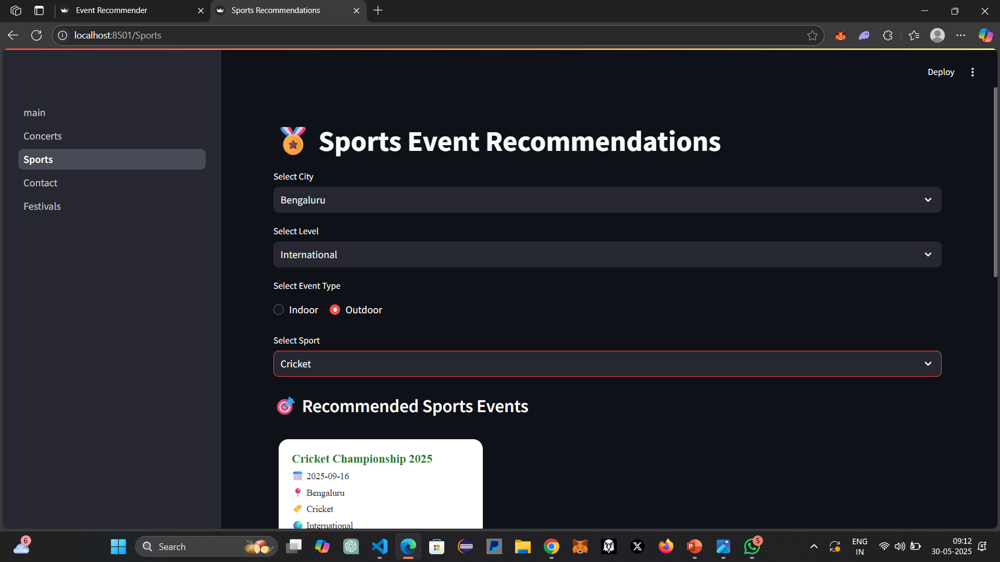 Event Recommender
Sports Recommendations
localhost:8501/Sports
Deploy
main
Concerts
Sports
Contact
Festivals
Sports Event Recommendations
Select City
Bengaluru
Select Level
International
Select Event Type
Indoor Outdoor
Select Sport
Cricket
Recommended Sports Events
Cricket Championship 2025
2025-09-16
Bengaluru
Cricket
International
6
Search
P
X
P
5
ENG
IN
09:12
30-05-2025